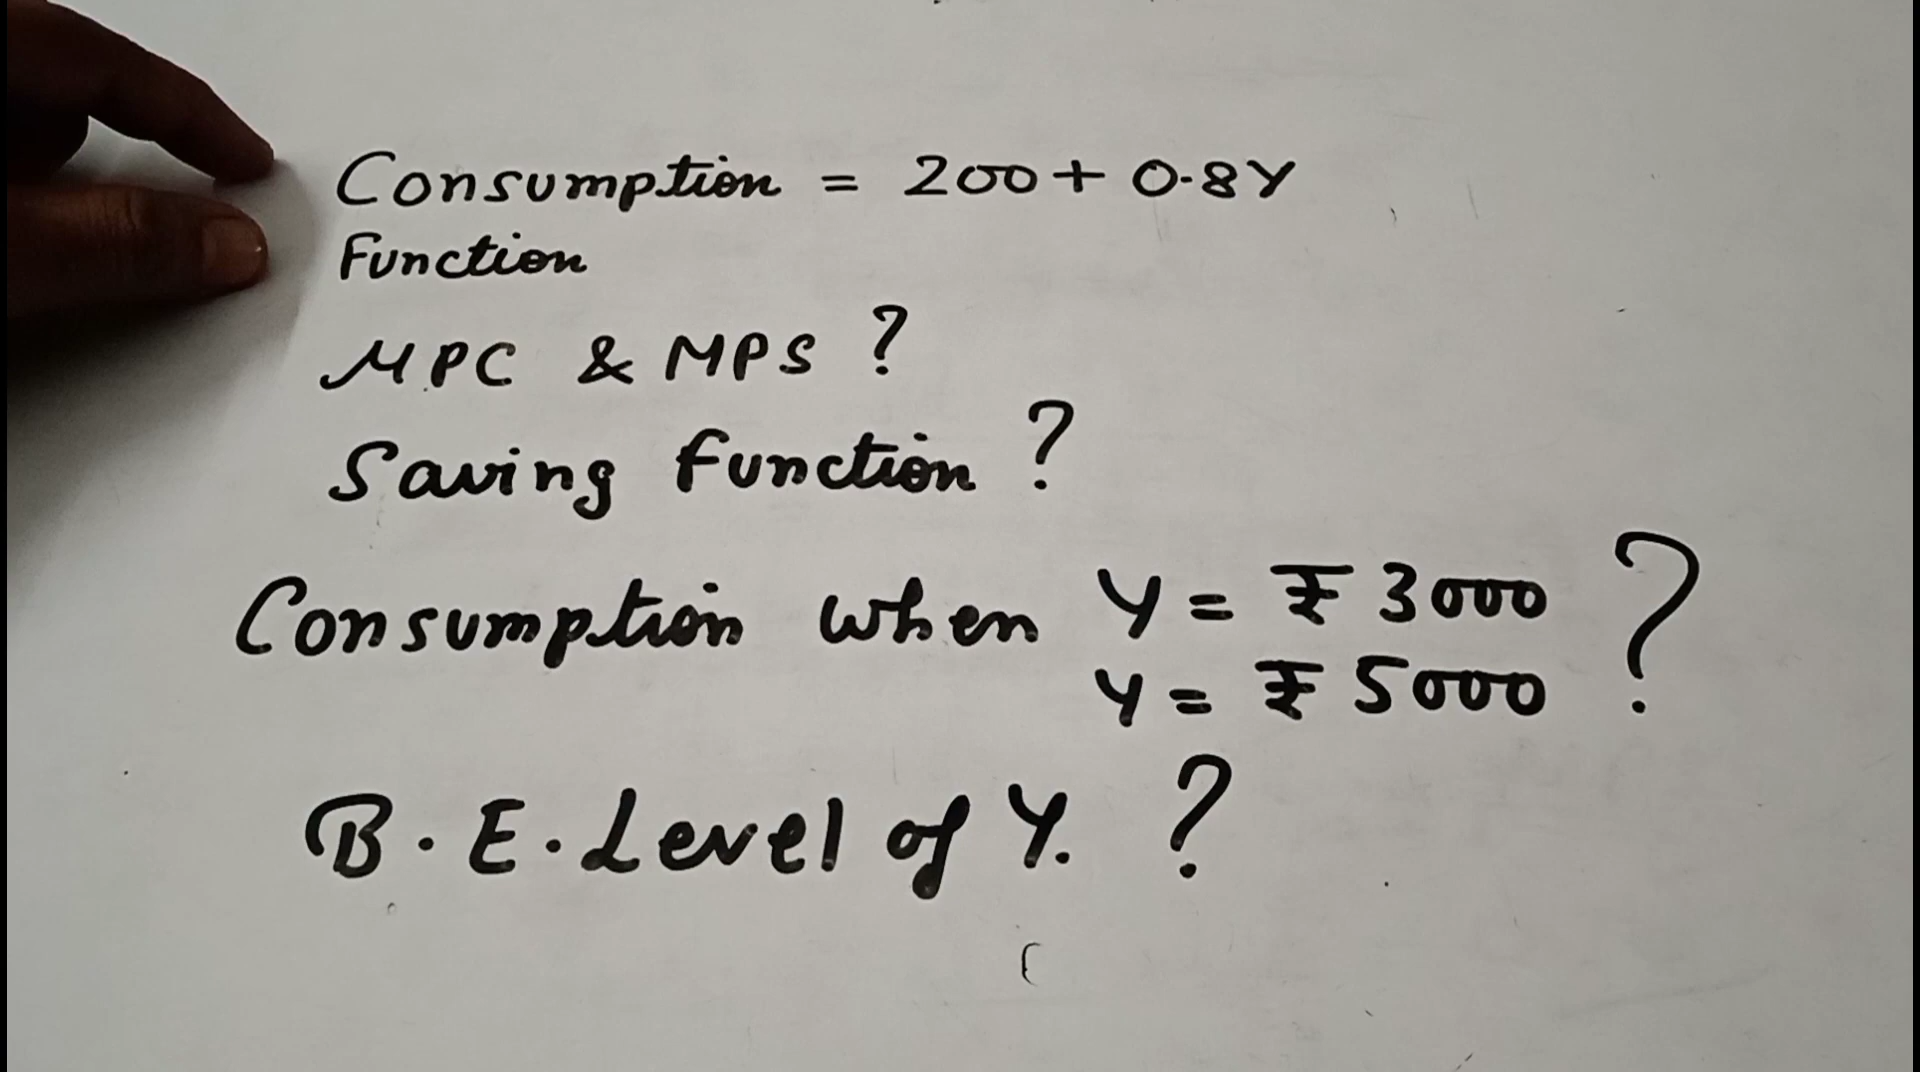 Consumption = 200 + 0.8Y
Function
MPC & MPS ?
Saving function ?
Consumption when Y = ₹ 3000 ?
Y = ₹ 5000
B.E. Level of Y. ?